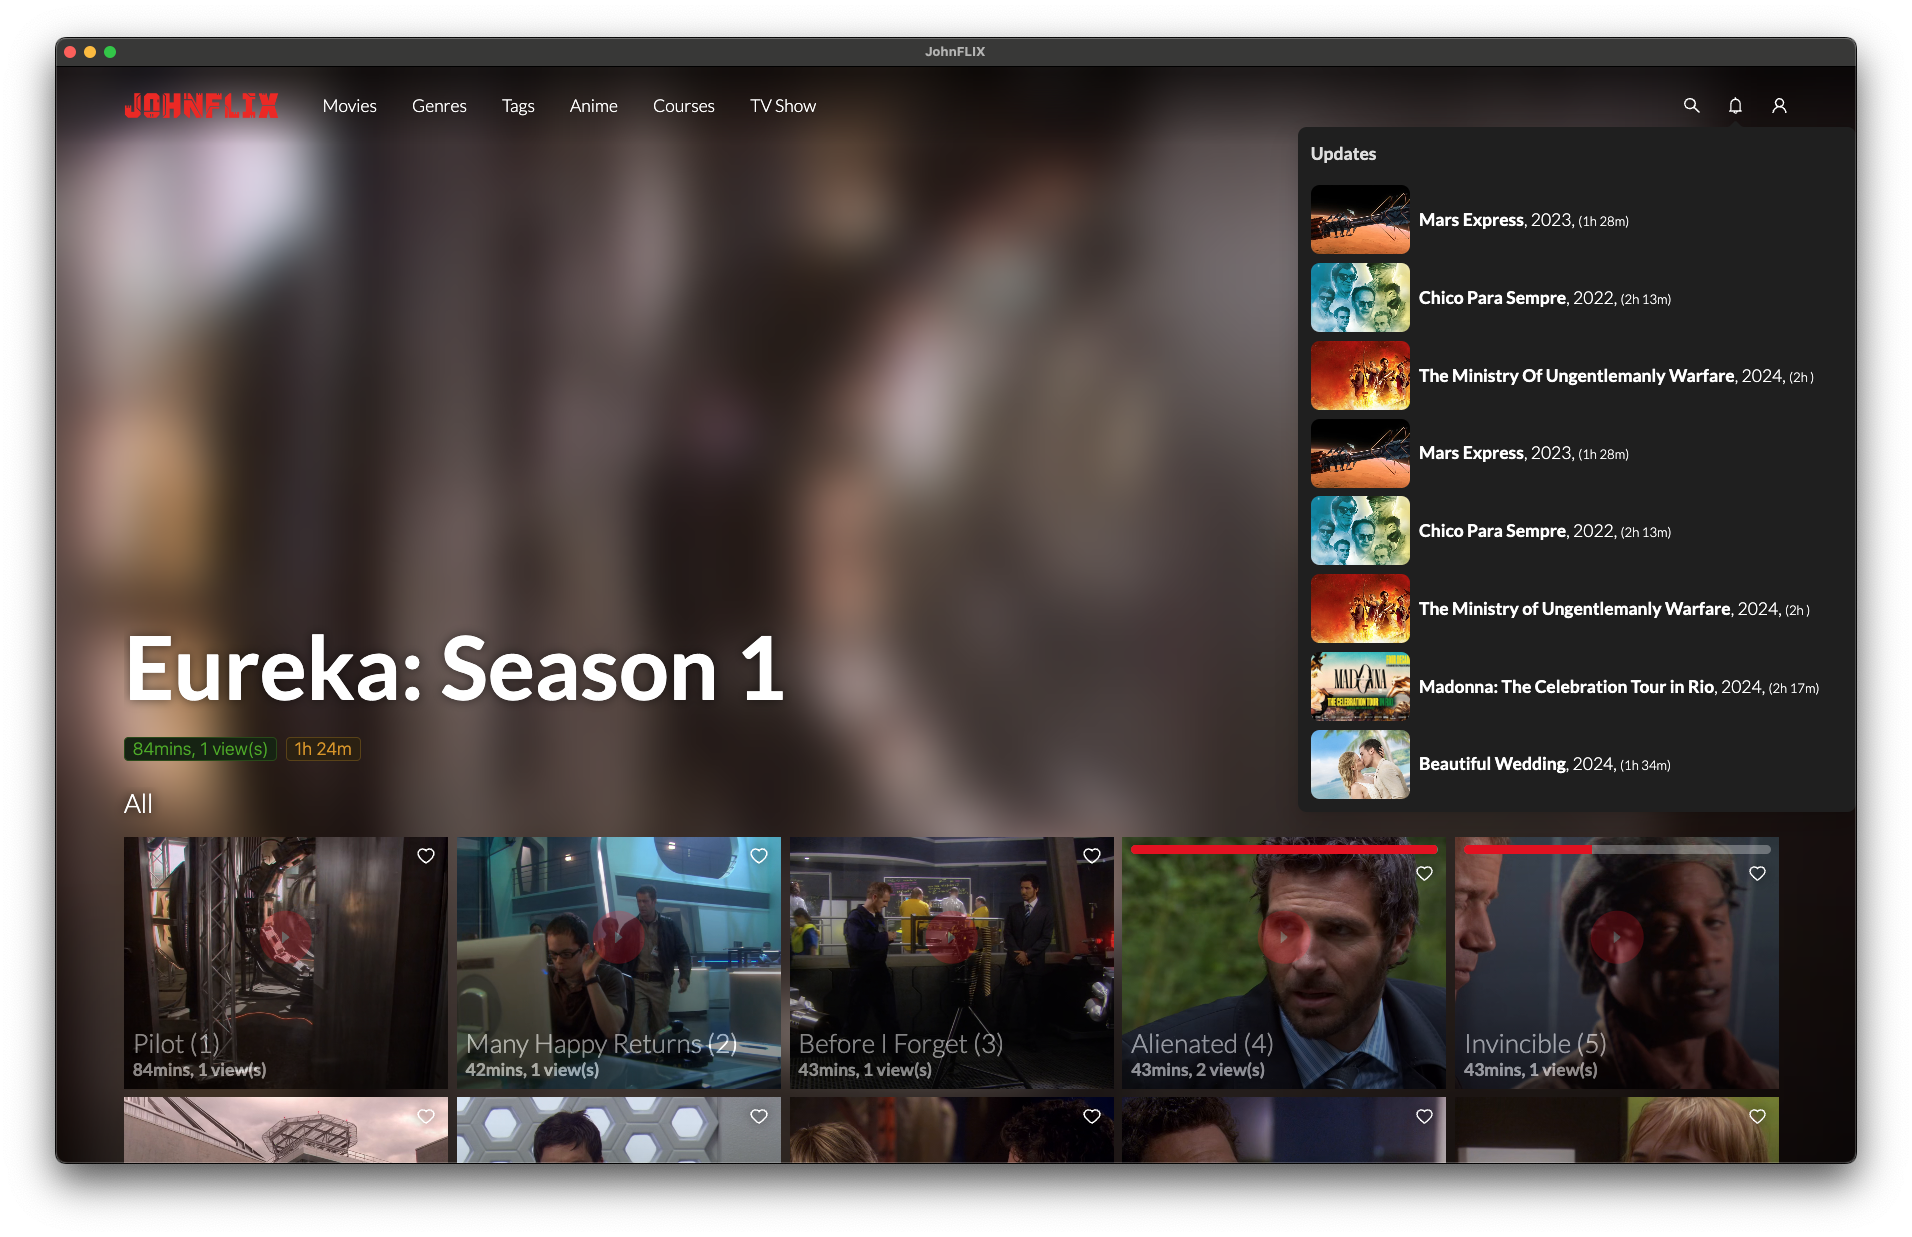 JohnFLIX
JOHNFLIX
Movies Genres Tags Anime Courses TV Show
Updates
Mars Express, 2023, (1h 28m)
Chico Para Sempre, 2022, (2h 13m)
The Ministry Of Ungentlemanly Warfare, 2024, (2h )
Mars Express, 2023, (1h 28m)
Chico Para Sempre, 2022, (2h 13m)
The Ministry of Ungentlemanly Warfare, 2024, (2h )
MADONNA
THE CELEBRATION TOUR
Madonna: The Celebration Tour in Rio, 2024, (2h 17m)
Beautiful Wedding, 2024, (1h 34m)
Eureka: Season 1
84mins, 1 view(s) 1h 24m
All
Pilot (1)
84mins, 1 view(s)
Many Happy Returns (2)
42mins, 1 view(s)
Before I Forget (3)
43mins, 1 view(s)
Alienated (4)
43mins, 2 view(s)
Invincible (5)
43mins, 1 view(s)